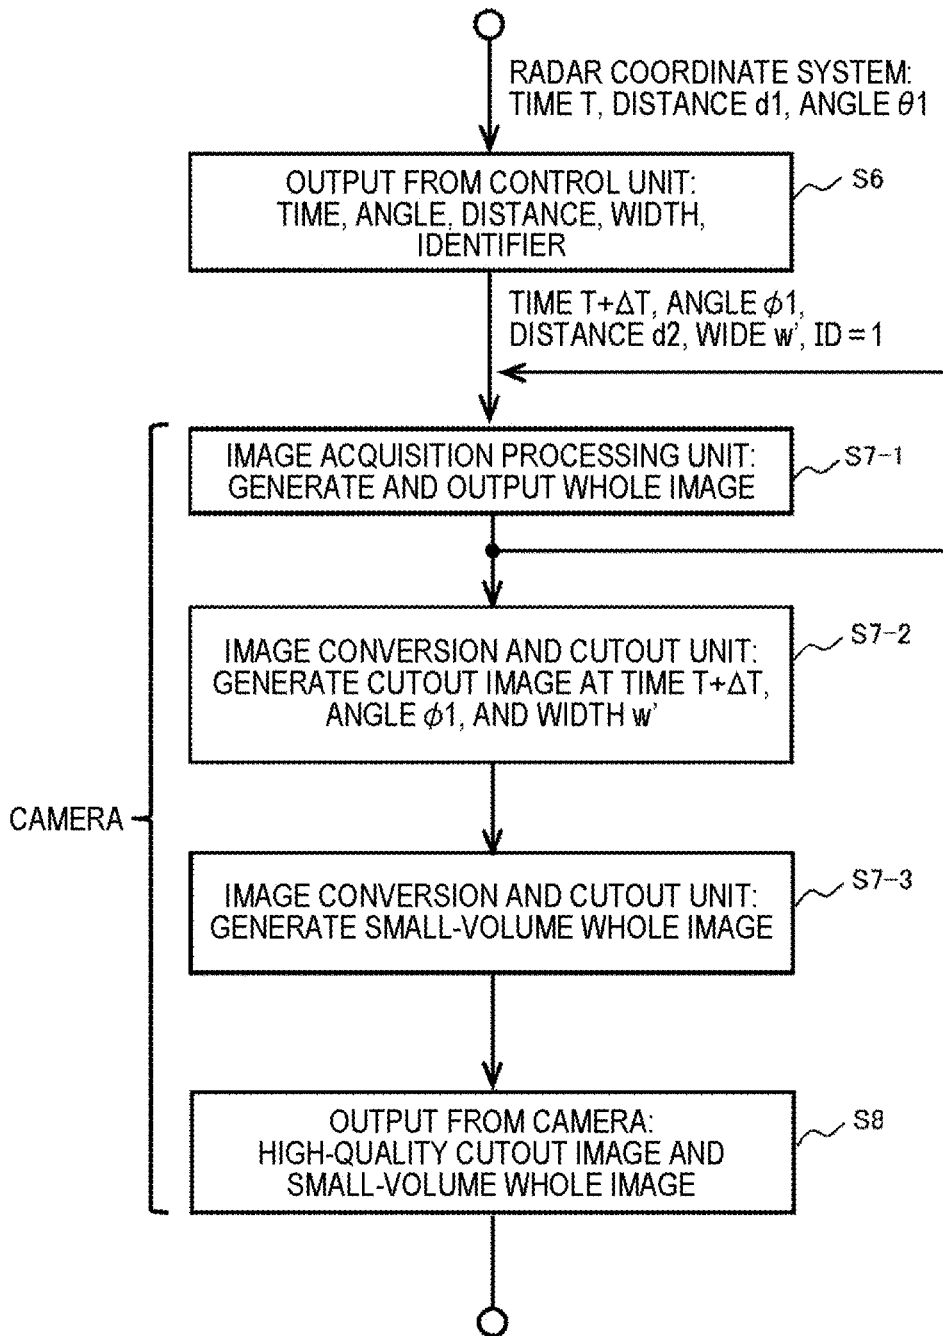 RADAR COORDINATE SYSTEM:
TIME T, DISTANCE d1, ANGLE θ1
OUTPUT FROM CONTROL UNIT:
TIME, ANGLE, DISTANCE, WIDTH,
IDENTIFIER
S6
TIME T+ΔT, ANGLE ϕ1,
DISTANCE d2, WIDE w', ID = 1
IMAGE ACQUISITION PROCESSING UNIT:
GENERATE AND OUTPUT WHOLE IMAGE
S7-1
IMAGE CONVERSION AND CUTOUT UNIT:
GENERATE CUTOUT IMAGE AT TIME T+ΔT,
ANGLE ϕ1, AND WIDTH w'
S7-2
CAMERA
IMAGE CONVERSION AND CUTOUT UNIT:
GENERATE SMALL-VOLUME WHOLE IMAGE
S7-3
OUTPUT FROM CAMERA:
HIGH-QUALITY CUTOUT IMAGE AND
SMALL-VOLUME WHOLE IMAGE
S8